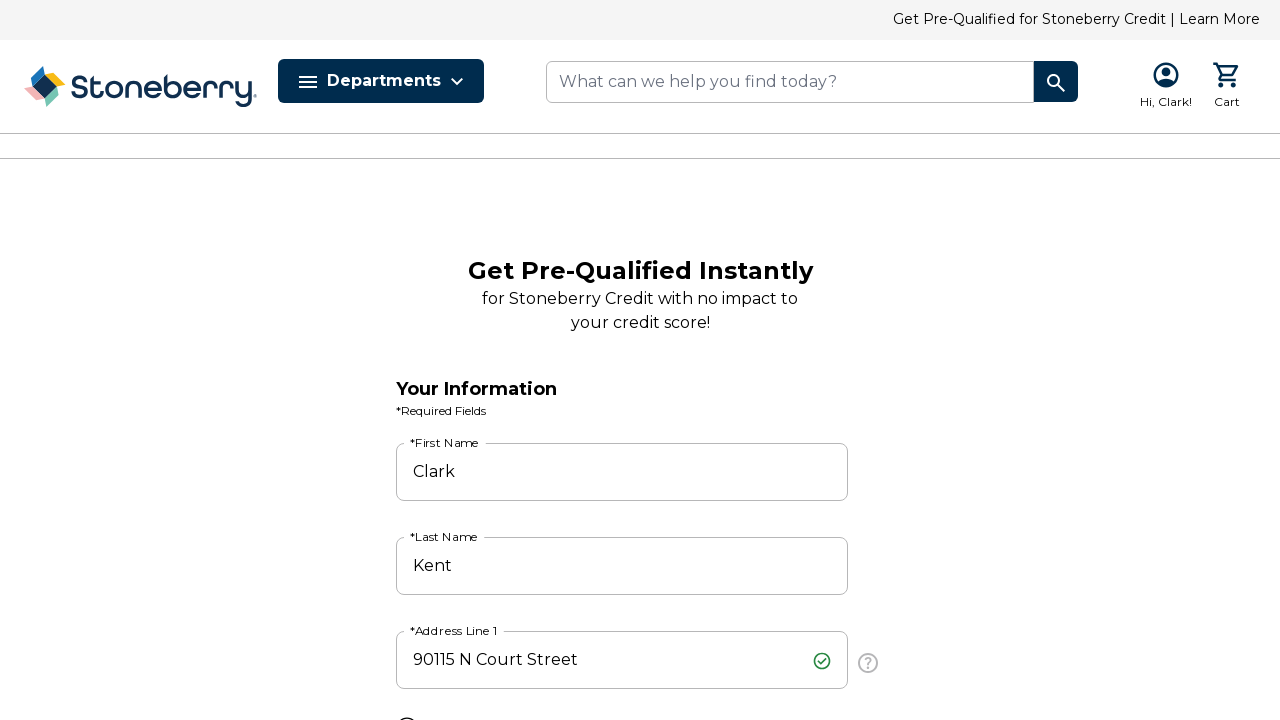 Get Pre-Qualified for Stoneberry Credit | Learn More
Stoneberry®
Departments
What can we help you find today?
Hi, Clark!
Cart
Get Pre-Qualified Instantly
for Stoneberry Credit with no impact to
your credit score!
Your Information
*Required Fields
*First Name
Clark
*Last Name
Kent
*Address Line 1
90115 N Court Street